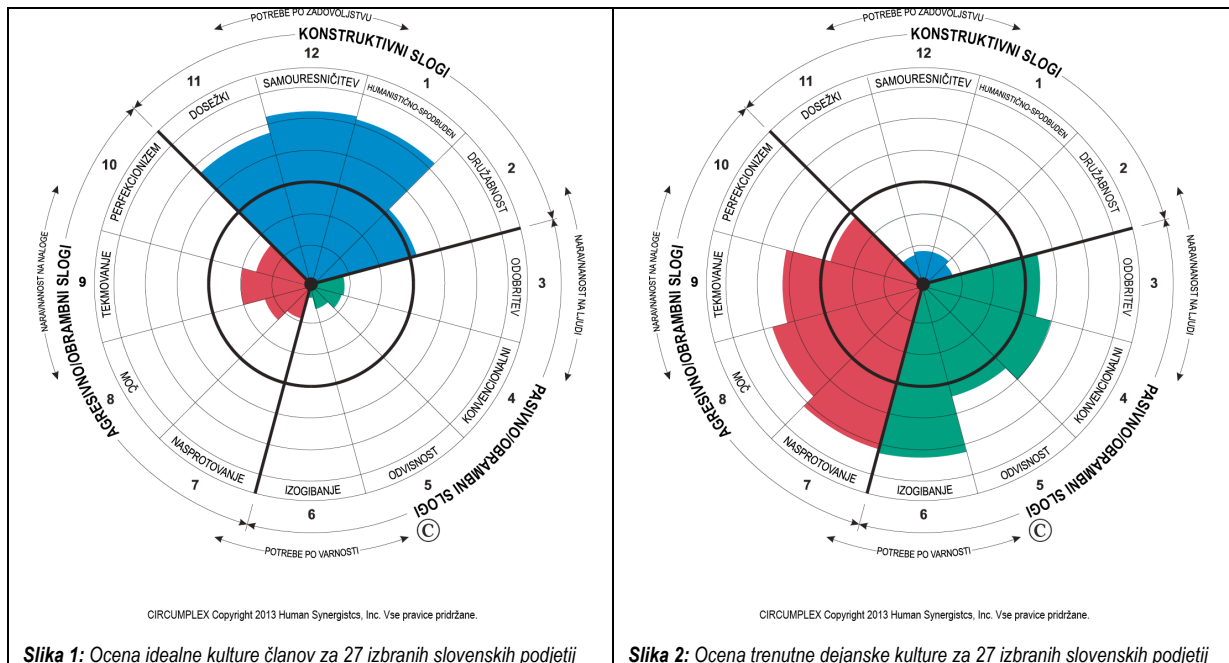 POTREBE PO ZADOVOLJSTVU
KONSTRUKTIVNI SLOGI
12
11
1
SAMOURESNIČITEV
DOSEŽKI
HUMANISTIČNO-SPODBUDEN
10
2
PERFEKCIONIZEM
DRUŽABNOST
NARAVNANOST NA NALOGE
NARAVNANOST NA LJUDI
9
TEKMOVANJE
ODOBRITEV
3
AGRESIVNO/OBRAMBNI SLOGI
PASIVNO/OBRAMBNI SLOGI
8
MOČ
KONVENCIONALNI
4
NASPROTOVANJE
ODVISNOST
IZOGIBANJE
7
5
6
©
POTREBE PO VARNOSTI
CIRCUMPLEX Copyright 2013 Human Synergistcs, Inc. Vse pravice pridržane.
Slika 1: Ocena idealne kulture članov za 27 izbranih slovenskih podjetij
POTREBE PO ZADOVOLJSTVU
KONSTRUKTIVNI SLOGI
12
11
1
SAMOURESNIČITEV
DOSEŽKI
HUMANISTIČNO-SPODBUDEN
10
2
PERFEKCIONIZEM
DRUŽABNOST
NARAVNANOST NA NALOGE
NARAVNANOST NA LJUDI
9
TEKMOVANJE
ODOBRITEV
3
AGRESIVNO/OBRAMBNI SLOGI
PASIVNO/OBRAMBNI SLOGI
8
MOČ
KONVENCIONALNI
4
NASPROTOVANJE
ODVISNOST
IZOGIBANJE
7
5
6
©
POTREBE PO VARNOSTI
CIRCUMPLEX Copyright 2013 Human Synergistcs, Inc. Vse pravice pridržane.
Slika 2: Ocena trenutne dejanske kulture za 27 izbranih slovenskih podjetij